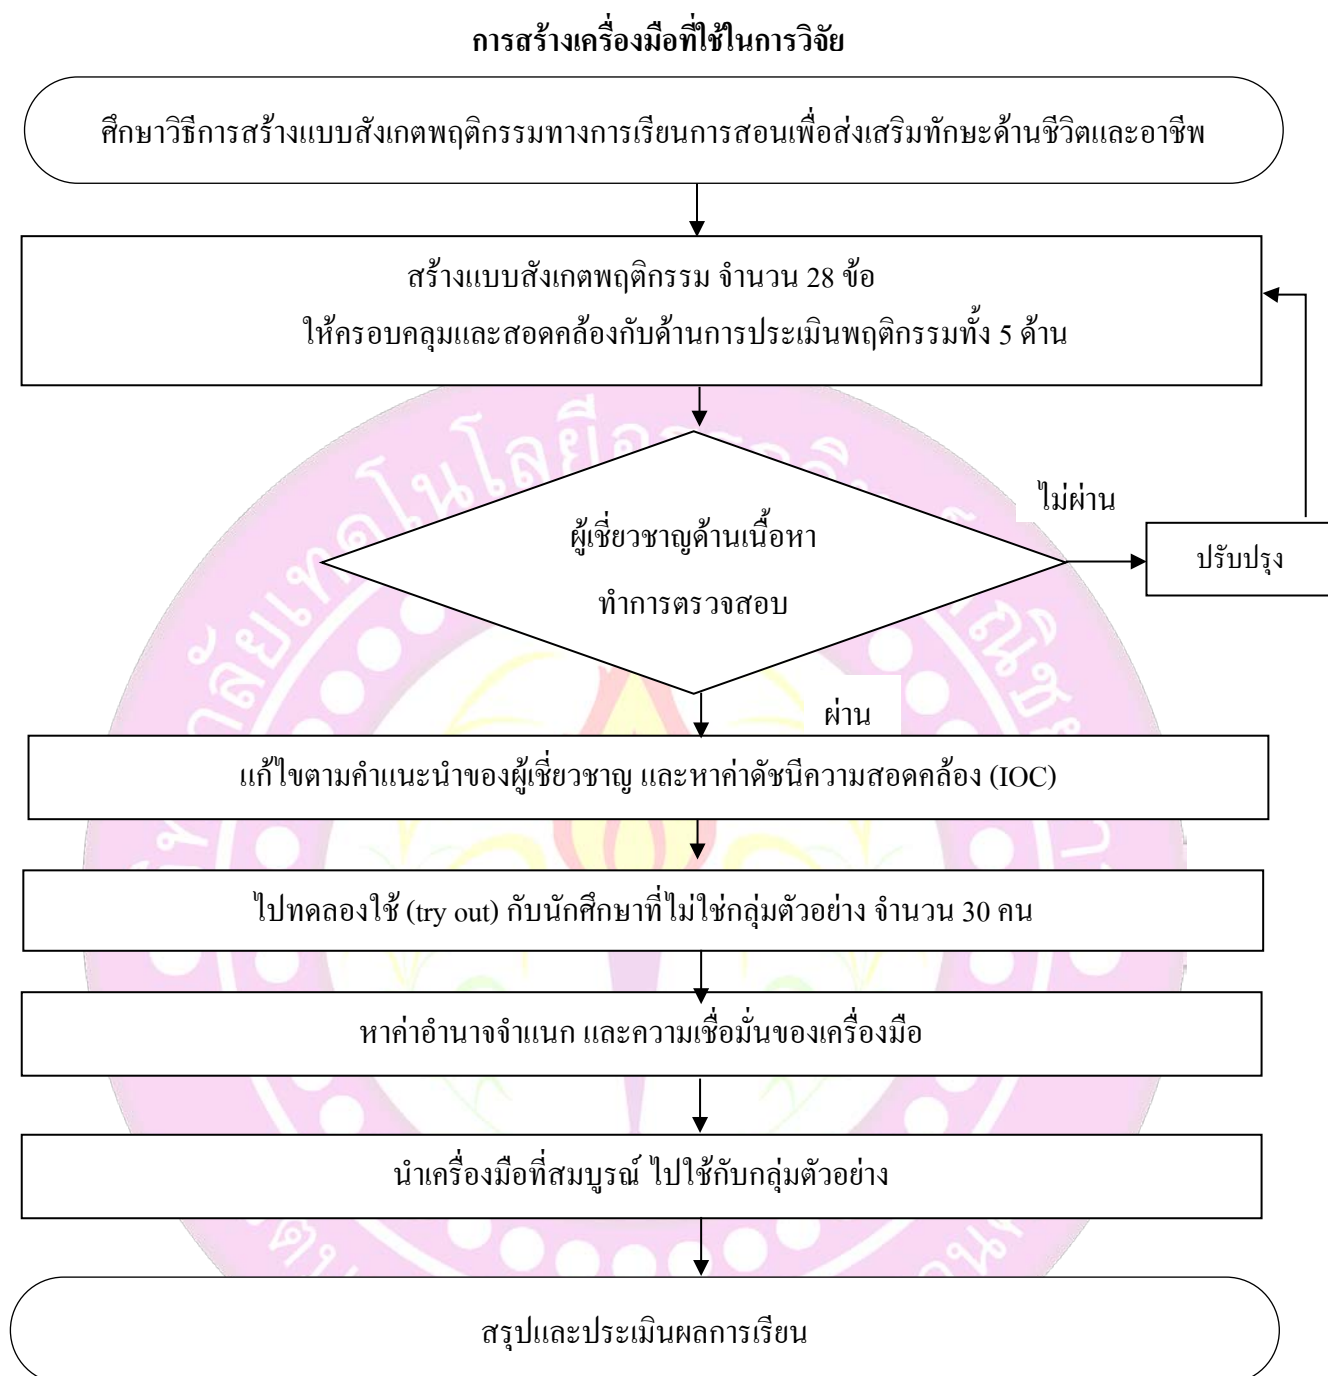 การสร้างเครื่องมือที่ใช้ในการวิจัย
ศึกษาวิธีการสร้างแบบสังเกตพฤติกรรมทางการเรียนการสอนเพื่อส่งเสริมทักษะด้านชีวิตและอาชีพ
สร้างแบบสังเกตพฤติกรรม จำนวน 28 ข้อ
ให้ครอบคลุมและสอดคล้องกับด้านการประเมินพฤติกรรมทั้ง 5 ด้าน
ผู้เชี่ยวชาญด้านเนื้อหา
ทำการตรวจสอบ
ไม่ผ่าน
ปรับปรุง
ผ่าน
แก้ไขตามคำแนะนำของผู้เชี่ยวชาญ และหาค่าดัชนีความสอดคล้อง (IOC)
ไปทดลองใช้ (try out) กับนักศึกษาที่ไม่ใช่กลุ่มตัวอย่าง จำนวน 30 คน
หาค่าอำนาจจำแนก และความเชื่อมั่นของเครื่องมือ
นำเครื่องมือที่สมบูรณ์ ไปใช้กับกลุ่มตัวอย่าง
สรุปและประเมินผลการเรียน